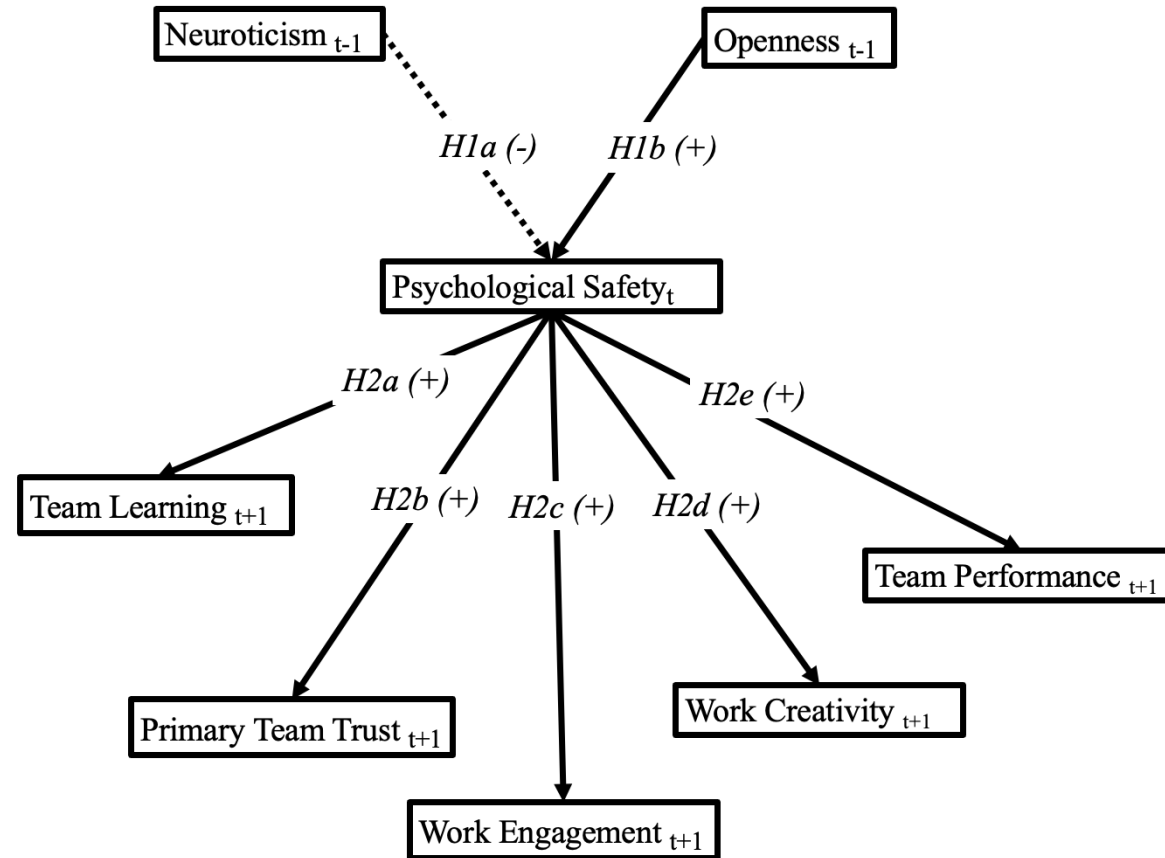 Neuroticism t-1
Openness t-1
H1a (-)
H1b (+)
Psychological Safetyt
H2a (+)
H2e (+)
H2b (+)
H2c (+)
H2d (+)
Team Learning t+1
Team Performance t+1
Primary Team Trust t+1
Work Creativity t+1
Work Engagement t+1